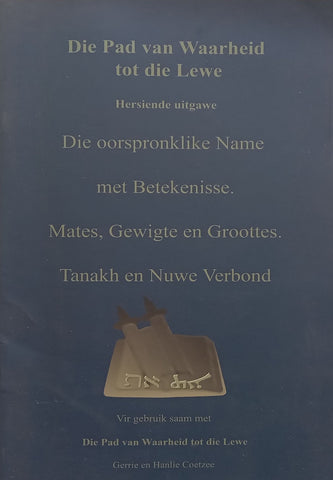 Die Pad van Waarheid
tot die Lewe
Hersiende uitgawe
Die oorspronklike Name
met Betekenisse.
Mates, Gewigte en Groottes.
Tanakh en Nuwe Verbond
Vir gebruik saam met
Die Pad van Waarheid tot die Lewe
Gerrie en Hanlie Coetzee